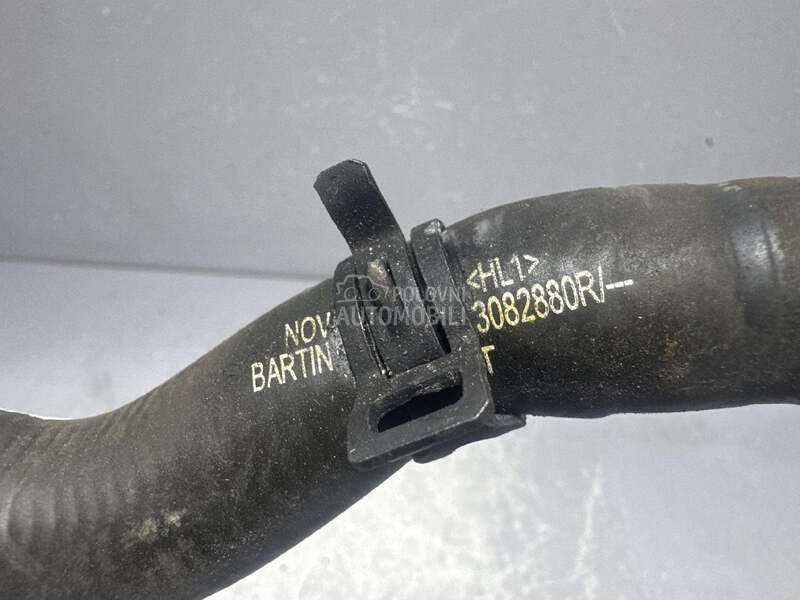 <HL1>
NOV 3082880R/---
BARTIN T
POLOVNI
AUTOMOBILI